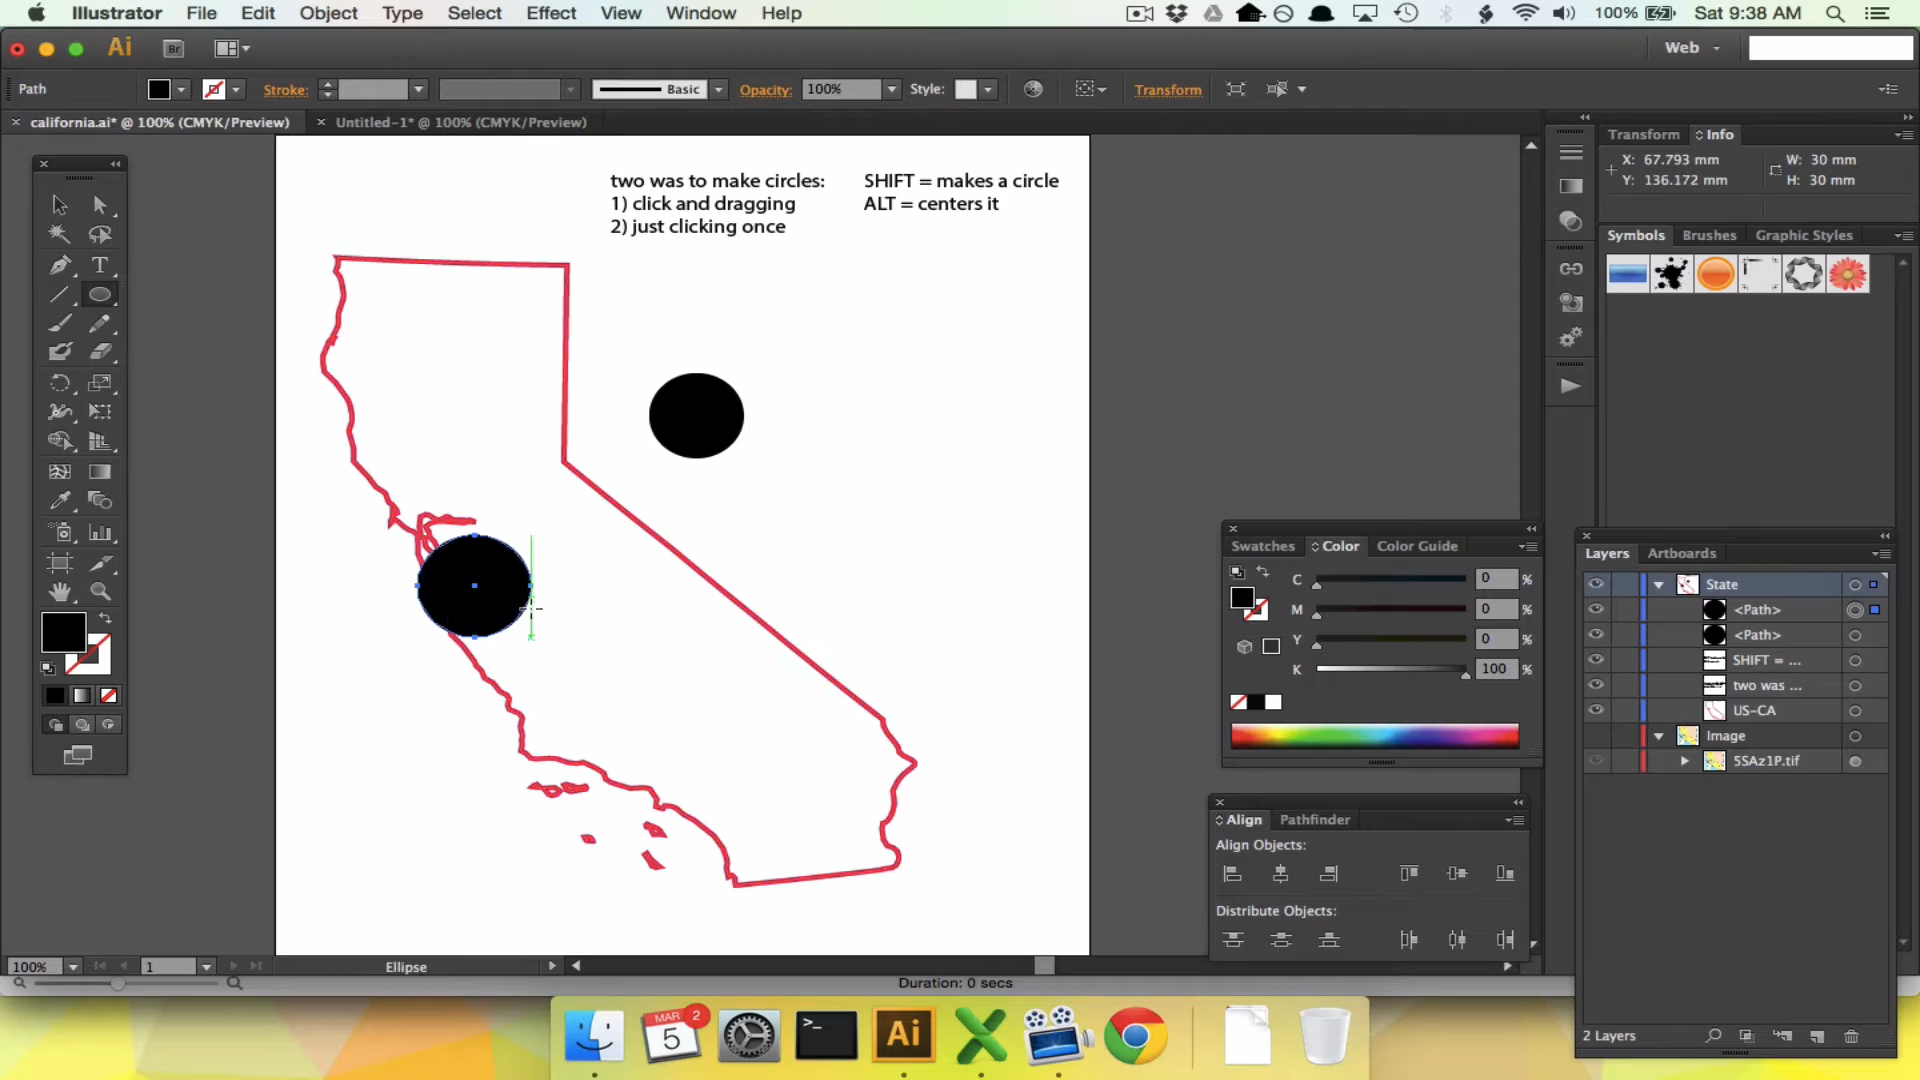 Illustrator File Edit Object Type Select Effect View Window Help
100% Sat 9:38 AM
Ai Br Web
Path Stroke: Basic Opacity: 100% Style: Transform
california.ai* @ 100% (CMYK/Preview) Untitled-1* @ 100% (CMYK/Preview)
two was to make circles:
1) click and dragging
2) just clicking once
SHIFT = makes a circle
ALT = centers it
T
Transform Info
X: 67.793 mm W: 30 mm
Y: 136.172 mm H: 30 mm
Symbols Brushes Graphic Styles
Swatches Color Color Guide
C 0 %
M 0 %
Y 0 %
K 100 %
Align Pathfinder
Align Objects:
Distribute Objects:
Layers Artboards
State
<Path>
<Path>
SHIFT = ...
two was ...
US-CA
Image
5SAz1P.tif
2 Layers
100% 1 Ellipse
Duration: 0 secs
MAR
5
2
>_
Ai